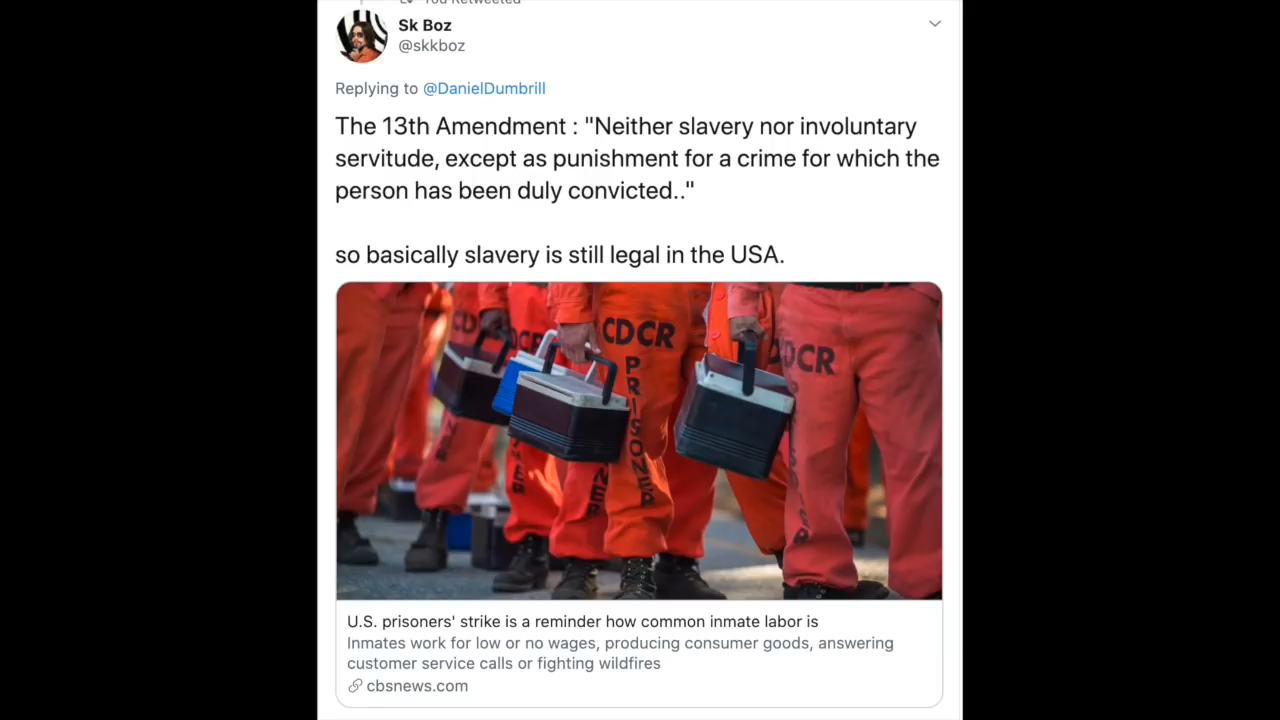 You Retweeted
Sk Boz
@skkboz
Replying to @DanielDumbrill
The 13th Amendment : "Neither slavery nor involuntary
servitude, except as punishment for a crime for which the
person has been duly convicted.."
so basically slavery is still legal in the USA.
CDCR
PRISONER
CDCR
U.S. prisoners' strike is a reminder how common inmate labor is
Inmates work for low or no wages, producing consumer goods, answering
customer service calls or fighting wildfires
cbsnews.com